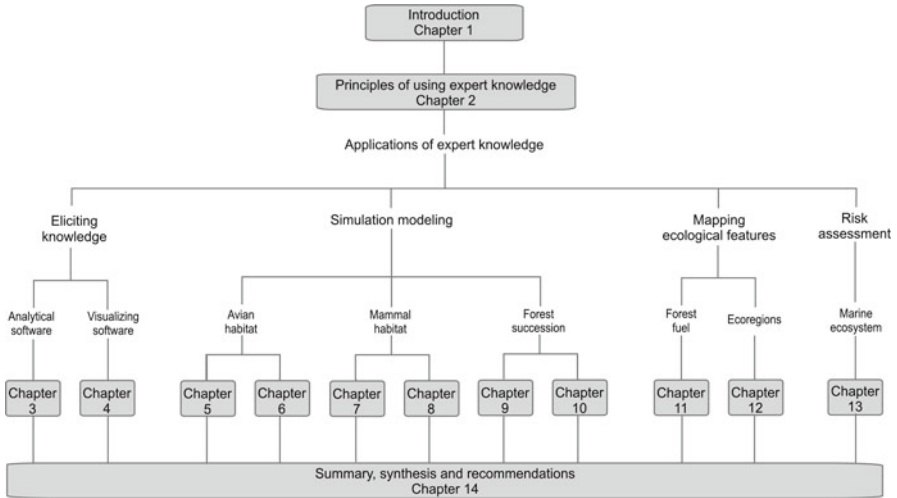 Introduction
Chapter 1
Principles of using expert knowledge
Chapter 2
Applications of expert knowledge
Eliciting
knowledge
Simulation modeling
Mapping
ecological features
Risk
assessment
Analytical
software
Visualizing
software
Avian
habitat
Mammal
habitat
Forest
succession
Forest
fuel
Ecoregions
Marine
ecosystem
Chapter
3
Chapter
4
Chapter
5
Chapter
6
Chapter
7
Chapter
8
Chapter
9
Chapter
10
Chapter
11
Chapter
12
Chapter
13
Summary, synthesis and recommendations
Chapter 14